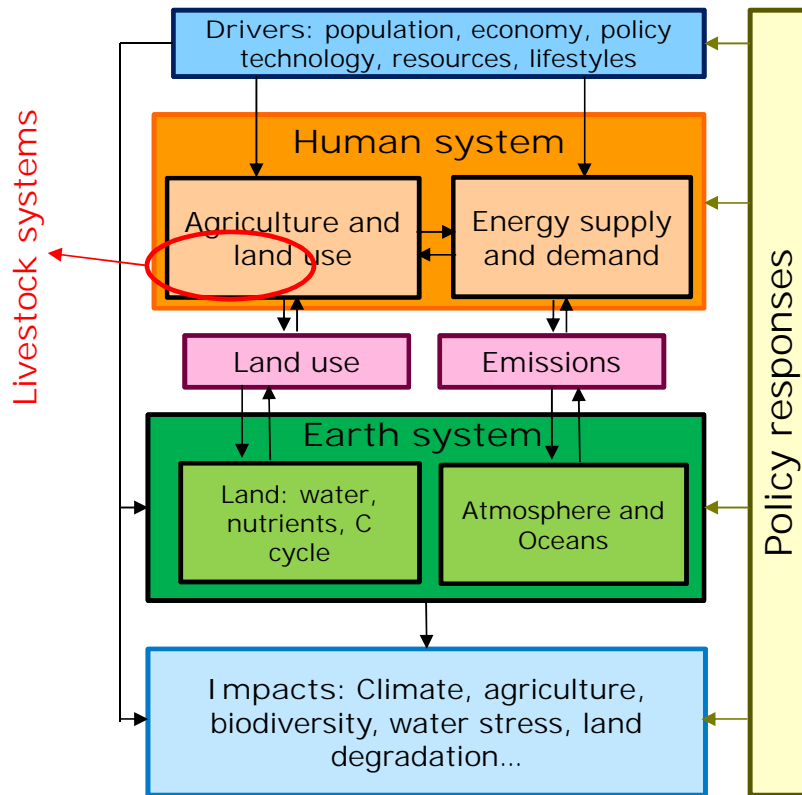 Drivers: population, economy, policy
technology, resources, lifestyles
Human system
Agriculture and
land use
Energy supply
and demand
Livestock systems
Land use
Emissions
Earth system
Land: water,
nutrients, C
cycle
Atmosphere and
Oceans
Impacts: Climate, agriculture,
biodiversity, water stress, land
degradation...
Policy responses